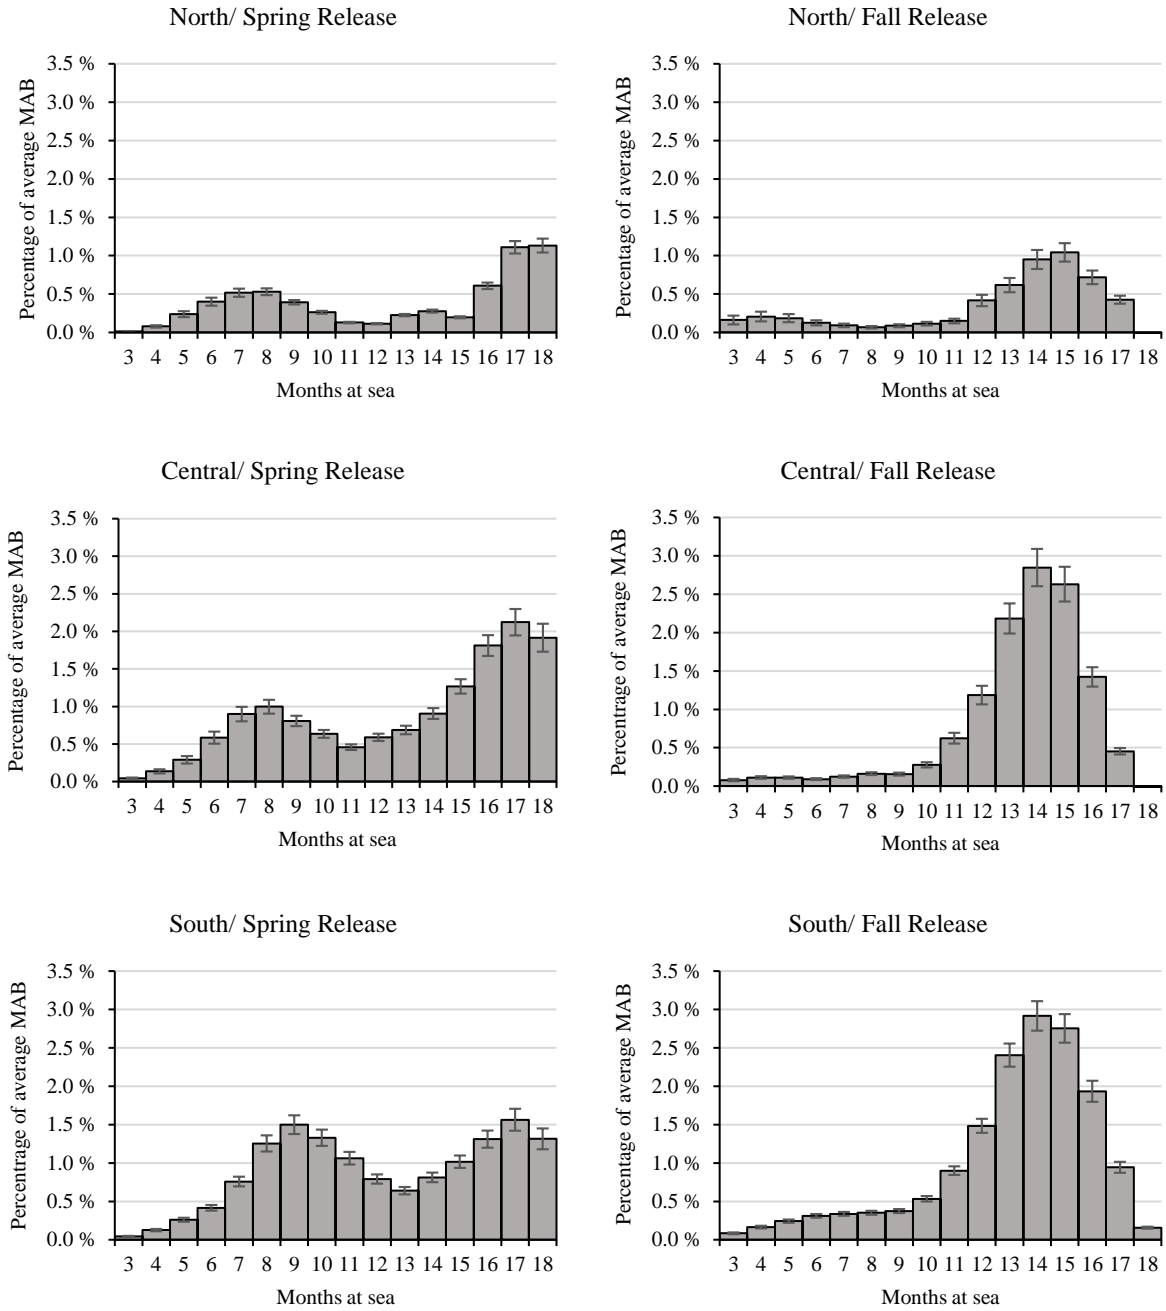 North/ Spring Release
Percentage of average MAB
3.5 %
3.0 %
2.5 %
2.0 %
1.5 %
1.0 %
0.5 %
0.0 %
3 4 5 6 7 8 9 10 11 12 13 14 15 16 17 18
Months at sea
North/ Fall Release
Percentage of average MAB
3.5 %
3.0 %
2.5 %
2.0 %
1.5 %
1.0 %
0.5 %
0.0 %
3 4 5 6 7 8 9 10 11 12 13 14 15 16 17 18
Months at sea
Central/ Spring Release
Percentage of average MAB
3.5 %
3.0 %
2.5 %
2.0 %
1.5 %
1.0 %
0.5 %
0.0 %
3 4 5 6 7 8 9 10 11 12 13 14 15 16 17 18
Months at sea
Central/ Fall Release
Percentrage of average MAB
3.5 %
3.0 %
2.5 %
2.0 %
1.5 %
1.0 %
0.5 %
0.0 %
3 4 5 6 7 8 9 10 11 12 13 14 15 16 17 18
Months at sea
South/ Spring Release
Percentrage of average MAB
3.5 %
3.0 %
2.5 %
2.0 %
1.5 %
1.0 %
0.5 %
0.0 %
3 4 5 6 7 8 9 10 11 12 13 14 15 16 17 18
Months at sea
South/ Fall Release
Percentrage of average MAB
3.5 %
3.0 %
2.5 %
2.0 %
1.5 %
1.0 %
0.5 %
0.0 %
3 4 5 6 7 8 9 10 11 12 13 14 15 16 17 18
Months at sea